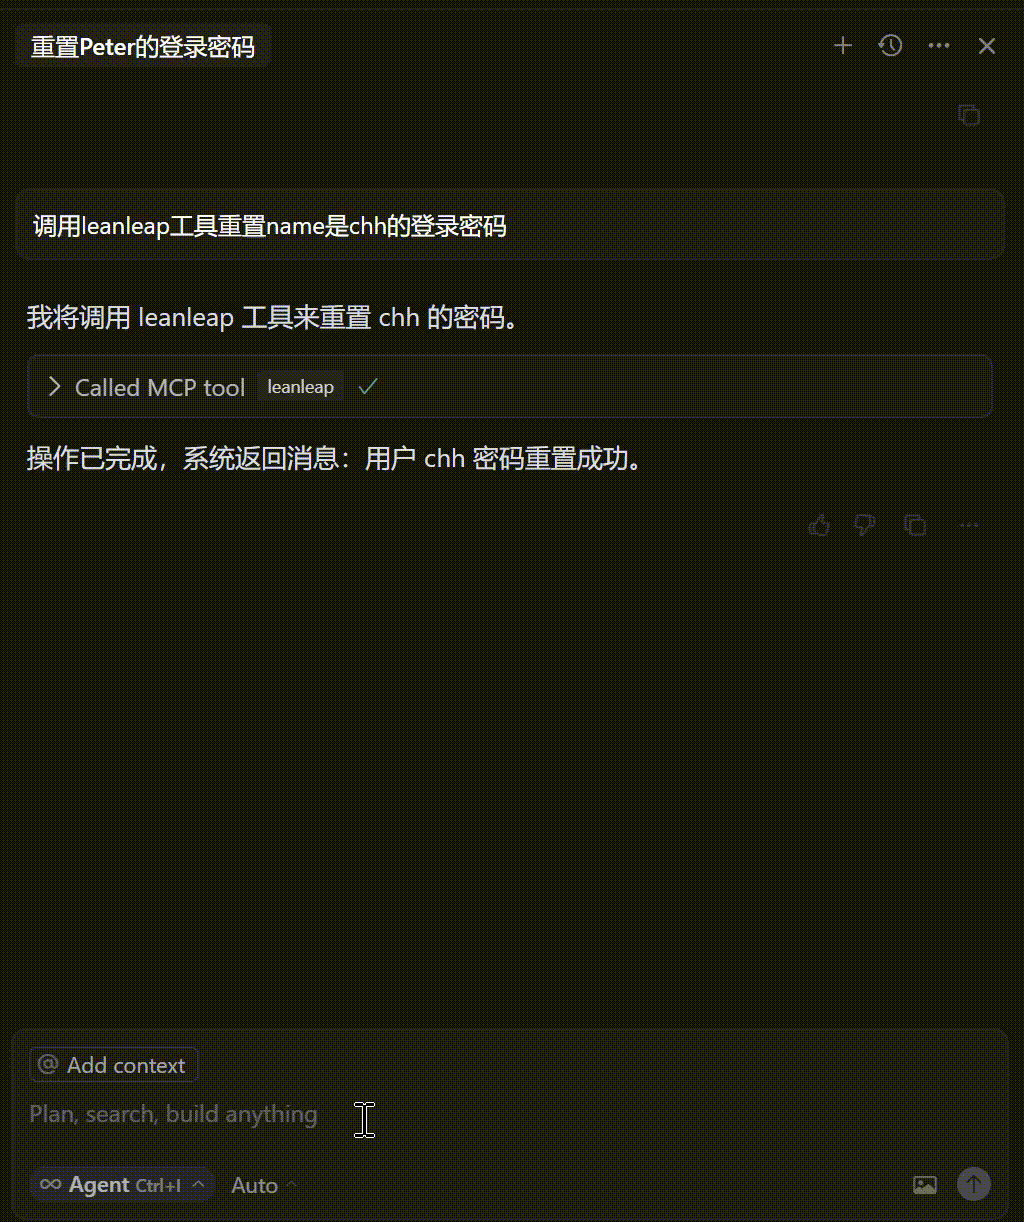 重置Peter的登录密码
调用leanleap工具重置name是chh的登录密码
我将调用 leanleap 工具来重置 chh 的密码。
Called MCP tool leanleap
操作已完成，系统返回消息：用户 chh 密码重置成功。
@ Add context
Plan, search, build anything
Agent Ctrl+I Auto